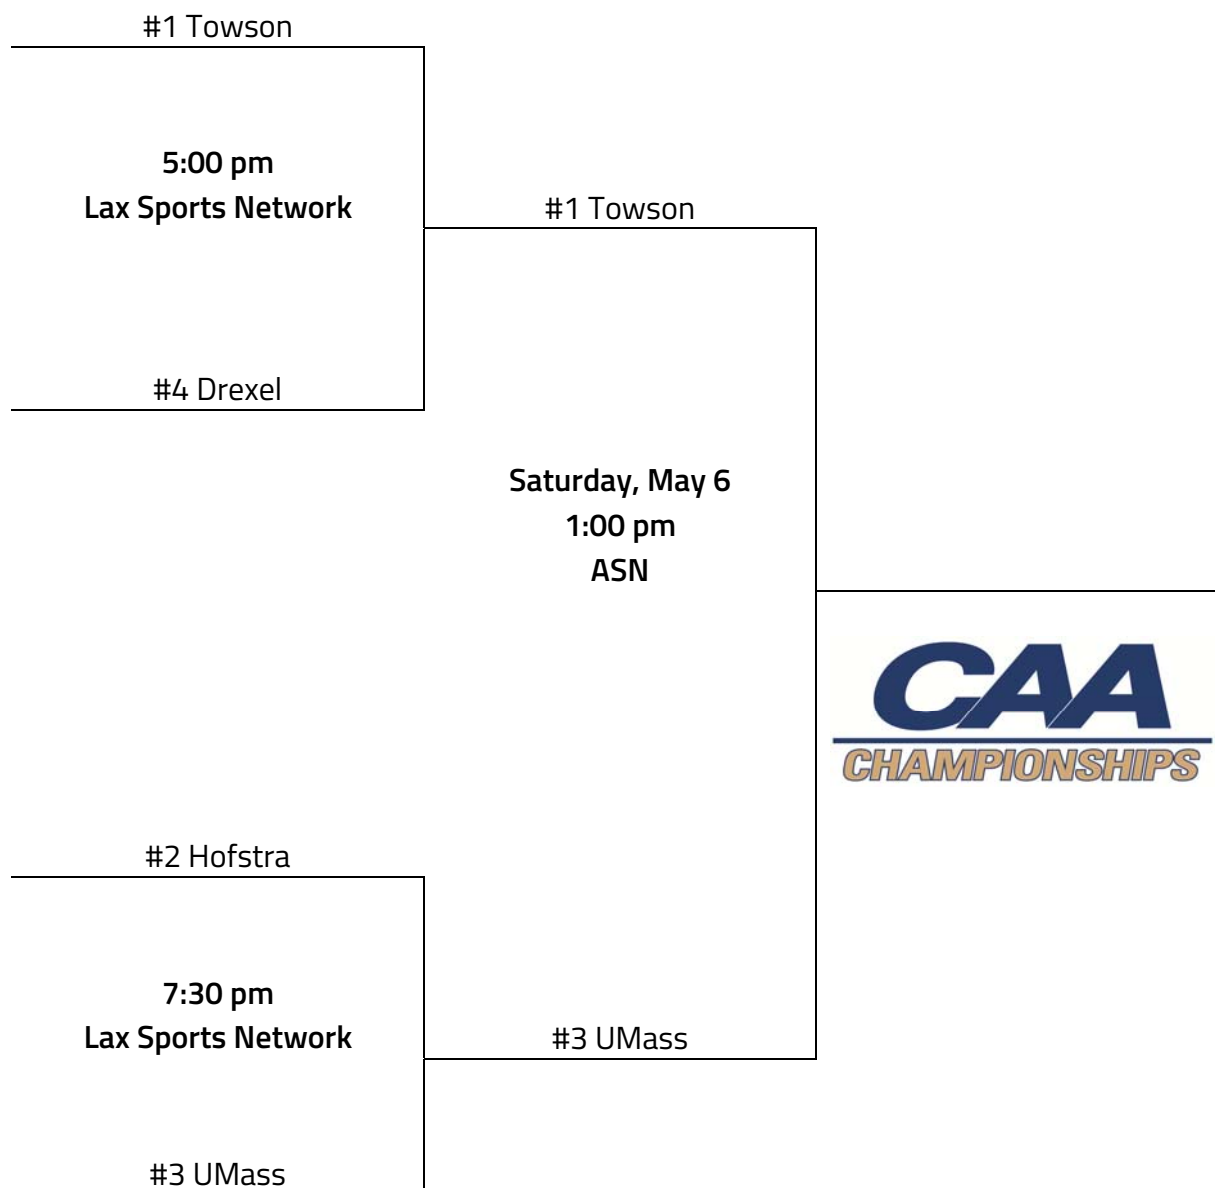 #1 Towson
5:00 pm
Lax Sports Network
#1 Towson
#4 Drexel
Saturday, May 6
1:00 pm
ASN
CAA
CHAMPIONSHIPS
#2 Hofstra
7:30 pm
Lax Sports Network
#3 UMass
#3 UMass